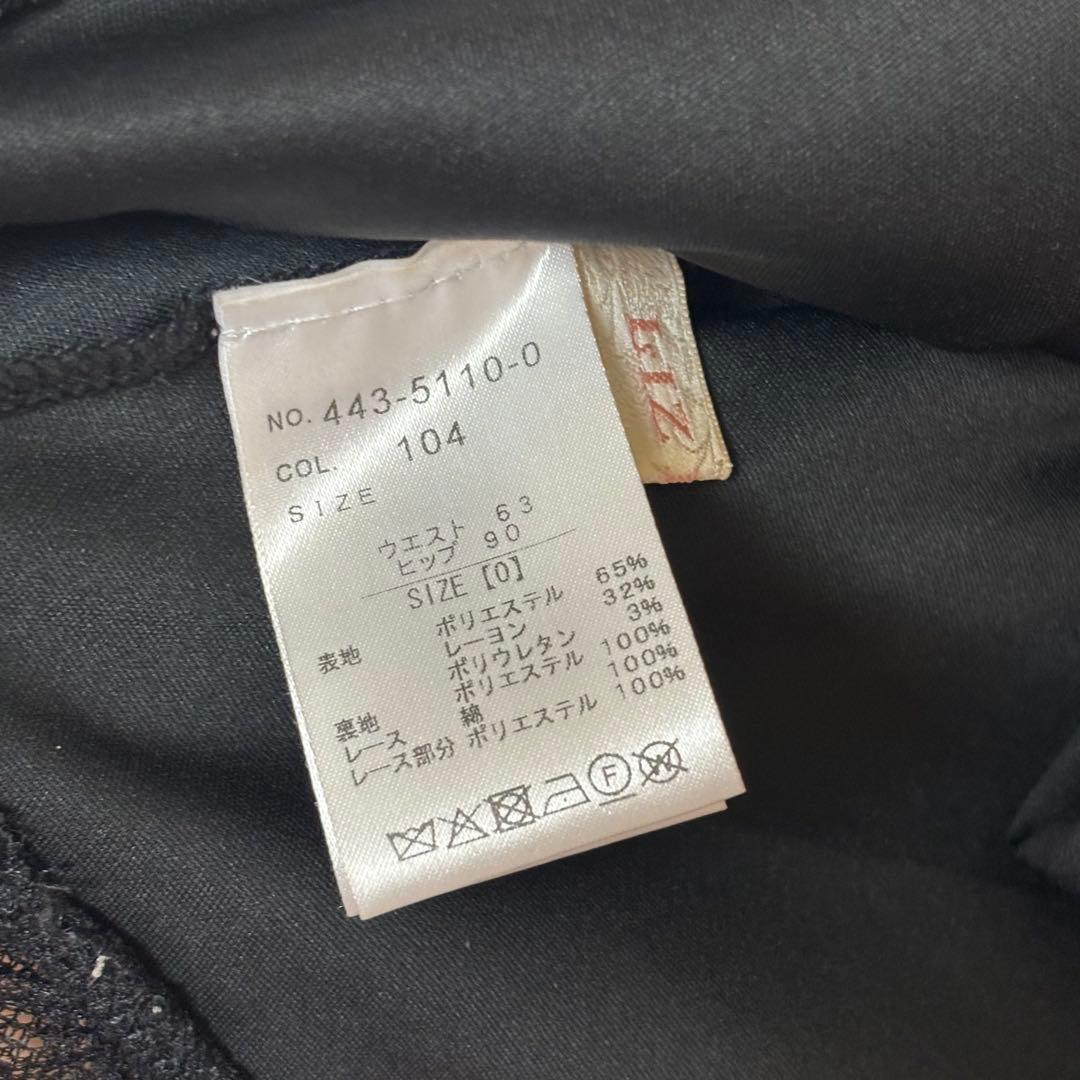 NO. 443-5110-0
COL. 104
SIZE
ウエスト 63
ヒップ 90
SIZE【0】
表地 ポリエステル 65%
レーヨン 32%
ポリウレタン 3%
裏地 ポリエステル 100%
レース 綿 100%
レース部分 ポリエステル 100%
F
W
LIZ